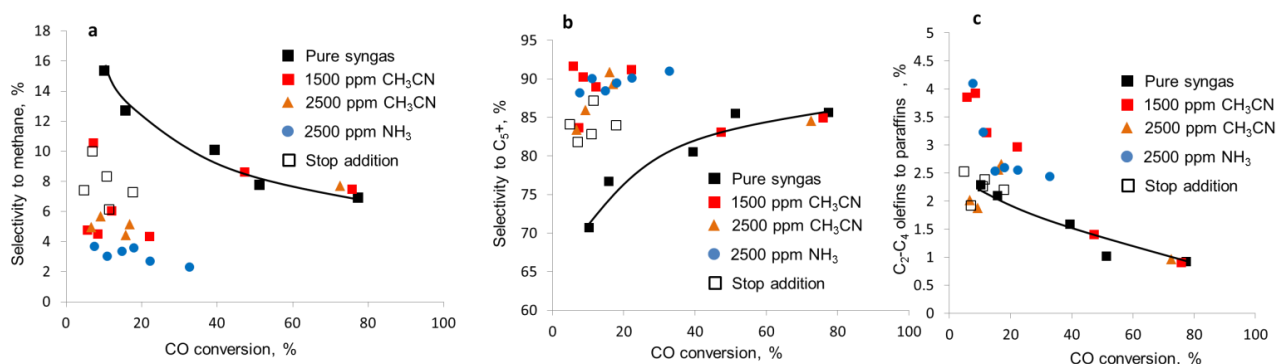 a
Selectivity to methane, %
18
16
14
12
10
8
6
4
2
0
0 20 40 60 80 100
CO conversion, %
Pure syngas
1500 ppm CH₃CN
2500 ppm CH₃CN
2500 ppm NH₃
Stop addition
b
Selectivity to C₅+, %
100
95
90
85
80
75
70
65
60
0 20 40 60 80 100
CO conversion, %
Pure syngas
1500 ppm CH₃CN
2500 ppm CH₃CN
2500 ppm NH₃
Stop addition
c
C₂-C₄ olefins to paraffins , %
5
4.5
4
3.5
3
2.5
2
1.5
1
0.5
0
0 20 40 60 80 100
CO conversion, %
Pure syngas
1500 ppm CH₃CN
2500 ppm CH₃CN
2500 ppm NH₃
Stop addition